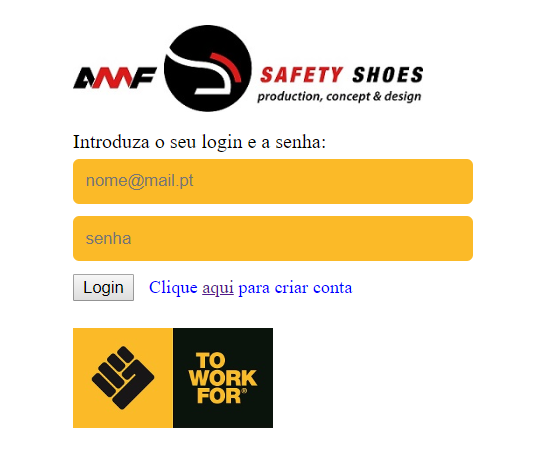 AMF SAFETY SHOES
production, concept & design
Introduza o seu login e a senha:
nome@mail.pt
senha
Login Clique aqui para criar conta
TO
WORK
FOR®